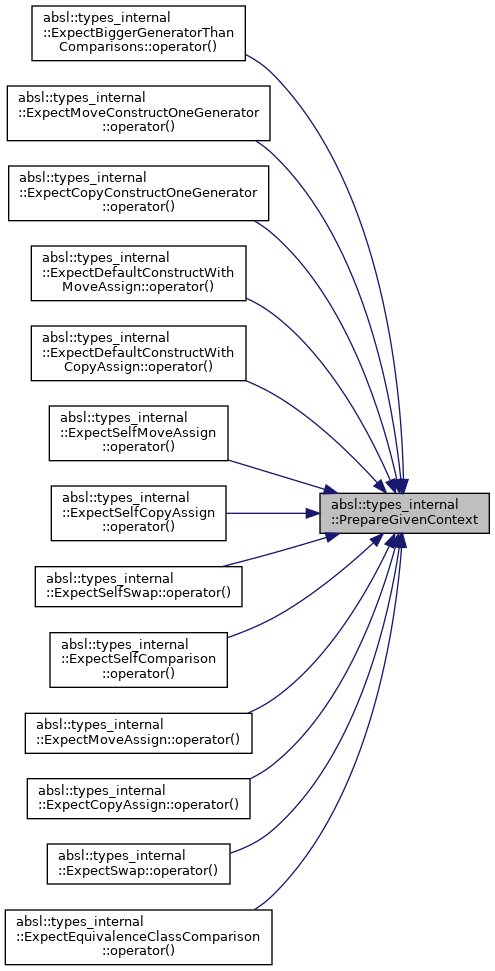 absl::types_internal
::ExpectBiggerGeneratorThan
Comparisons::operator()
absl::types_internal
::ExpectMoveConstructOneGenerator
::operator()
absl::types_internal
::ExpectCopyConstructOneGenerator
::operator()
absl::types_internal
::ExpectDefaultConstructWith
MoveAssign::operator()
absl::types_internal
::ExpectDefaultConstructWith
CopyAssign::operator()
absl::types_internal
::ExpectSelfMoveAssign
::operator()
absl::types_internal
::ExpectSelfCopyAssign
::operator()
absl::types_internal
::ExpectSelfSwap::operator()
absl::types_internal
::ExpectSelfComparison
::operator()
absl::types_internal
::ExpectMoveAssign::operator()
absl::types_internal
::ExpectCopyAssign::operator()
absl::types_internal
::ExpectSwap::operator()
absl::types_internal
::ExpectEquivalenceClassComparison
::operator()
absl::types_internal
::PrepareGivenContext